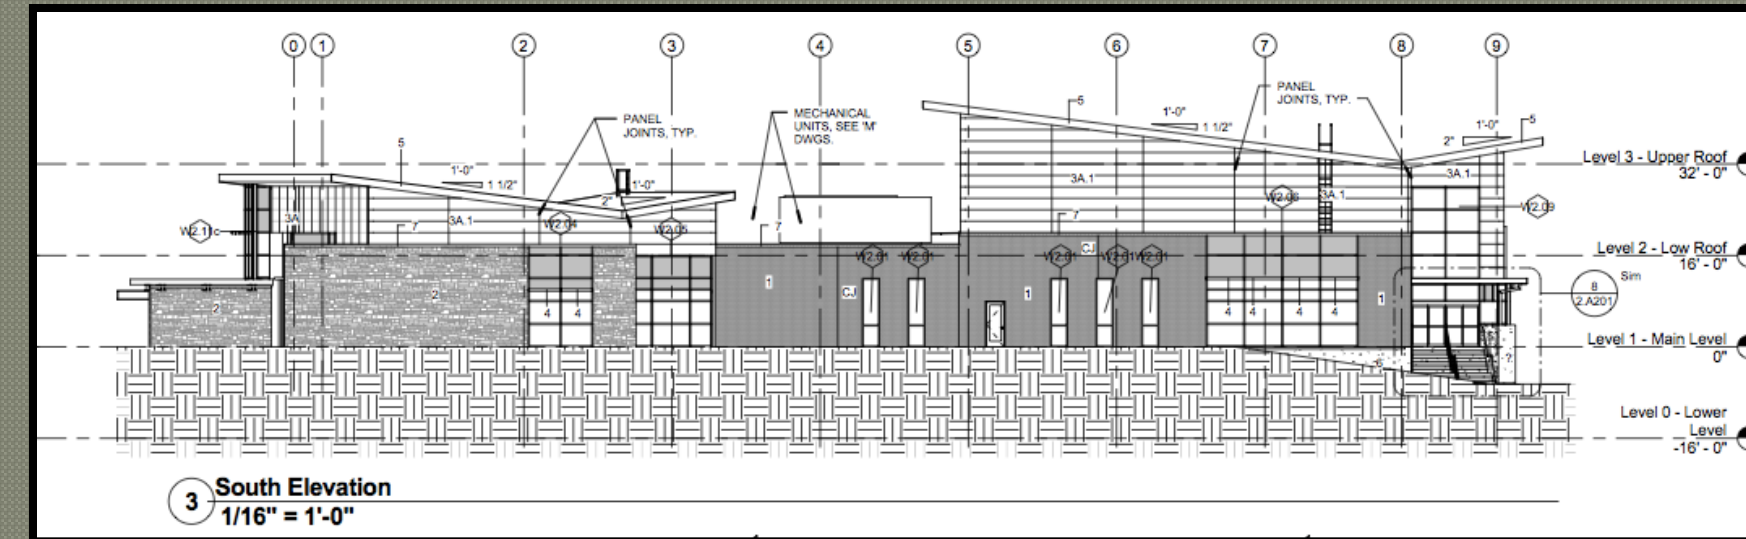 0 1 2 3 4 5 6 7 8 9
PANEL
JOINTS, TYP.
MECHANICAL
UNITS, SEE 'M'
DWGS.
PANEL
JOINTS, TYP.
5
1'-0"
1 1/2"
5
1'-0"
1 1/2"
2"
1'-0"
5
2"
1'-0"
3A
3A.1
3A.1
3A.1
3A.1
7
7
7
W2.04
W2.05
W2.06
W2.09
W2.01
W2.01
W2.01
W2.01
W2.01
CJ
CJ
2
2
1
1
1
4 4
4 4 4 4
Level 3 - Upper Roof
32' - 0"
Level 2 - Low Roof
16' - 0"
Sim
8
2.A201
Level 1 - Main Level
0"
Level 0 - Lower
Level
-16' - 0"
3
South Elevation
1/16" = 1'-0"